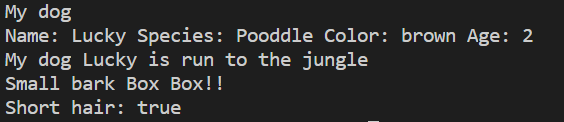 My dog
Name: Lucky Species: Pooddle Color: brown Age: 2
My dog Lucky is run to the jungle
Small bark Box Box!!
Short hair: true